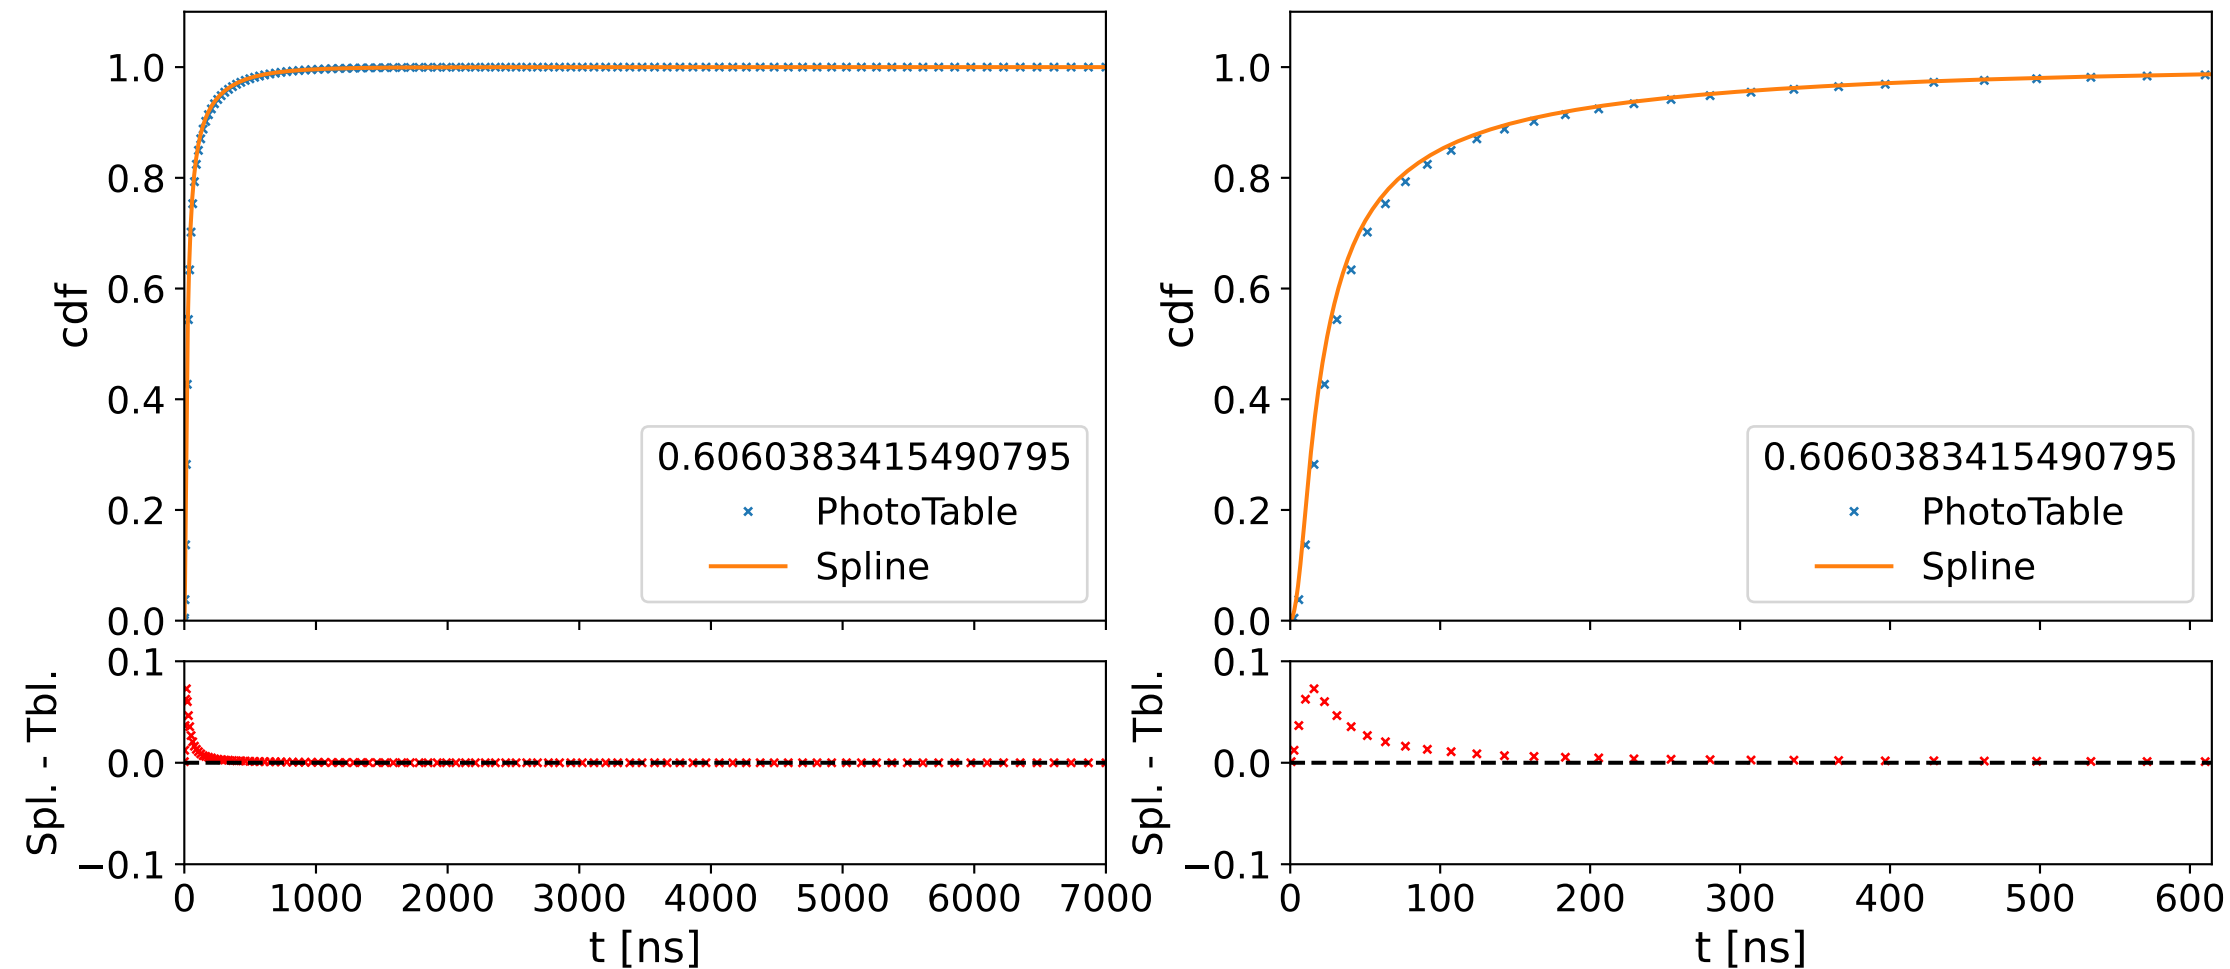 1.0
0.8
0.6
0.4
0.2
0.0
cdf
0.6060383415490795
PhotoTable
Spline
0.1
0.0
−0.1
Spl. - Tbl.
0 1000 2000 3000 4000 5000 6000 7000
t [ns]
1.0
0.8
0.6
0.4
0.2
0.0
cdf
0.6060383415490795
PhotoTable
Spline
0.1
0.0
−0.1
Spl. - Tbl.
0 100 200 300 400 500 600
t [ns]